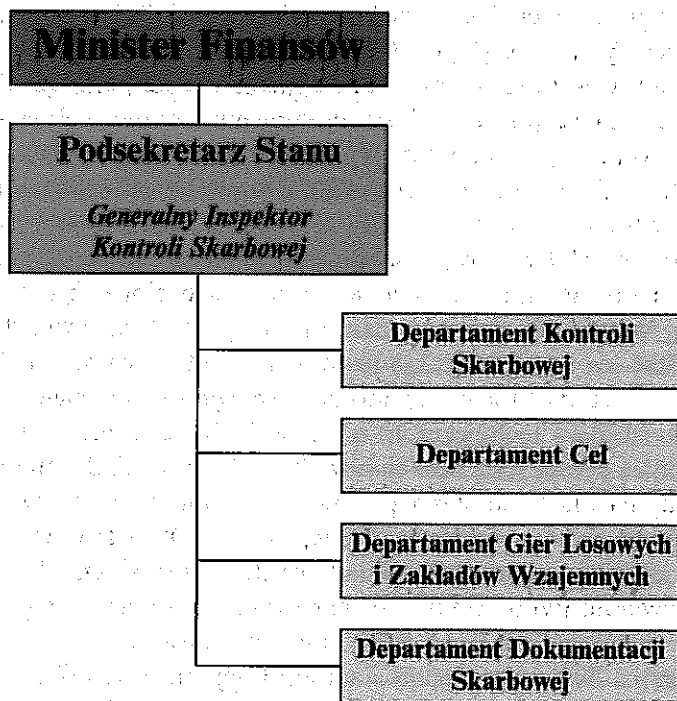 Minister Finansów
Podsekretarz Stanu
Generalny Inspektor
Kontroli Skarbowej
Departament Kontroli
Skarbowej
Departament Cel
Departament Gier Losowych
i Zakładów Wzajemnych
Departament Dokumentacji
Skarbowej